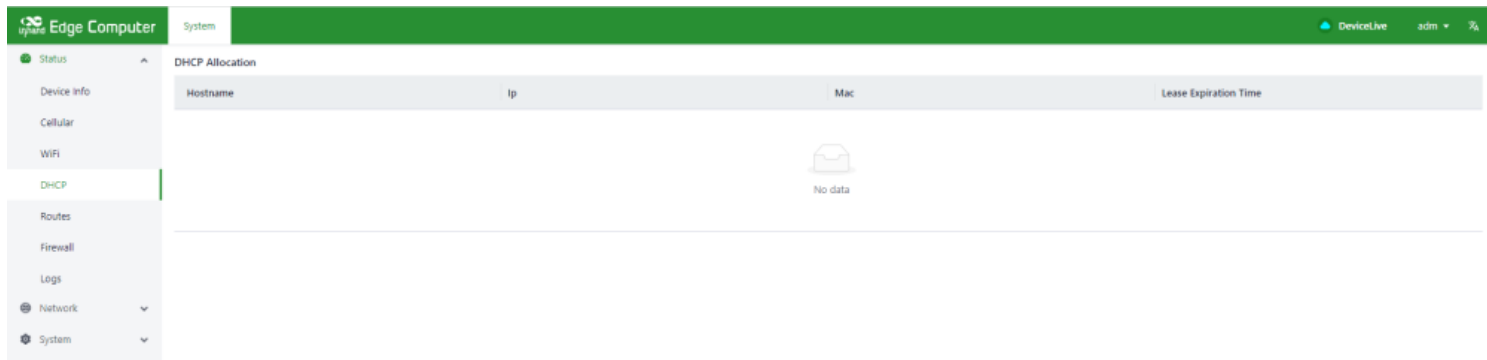 inhand Edge Computer
System
DeviceLive
adm
Status
Device Info
Cellular
WiFi
DHCP
Routes
Firewall
Logs
Network
System
DHCP Allocation
Hostname Ip Mac Lease Expiration Time
No data